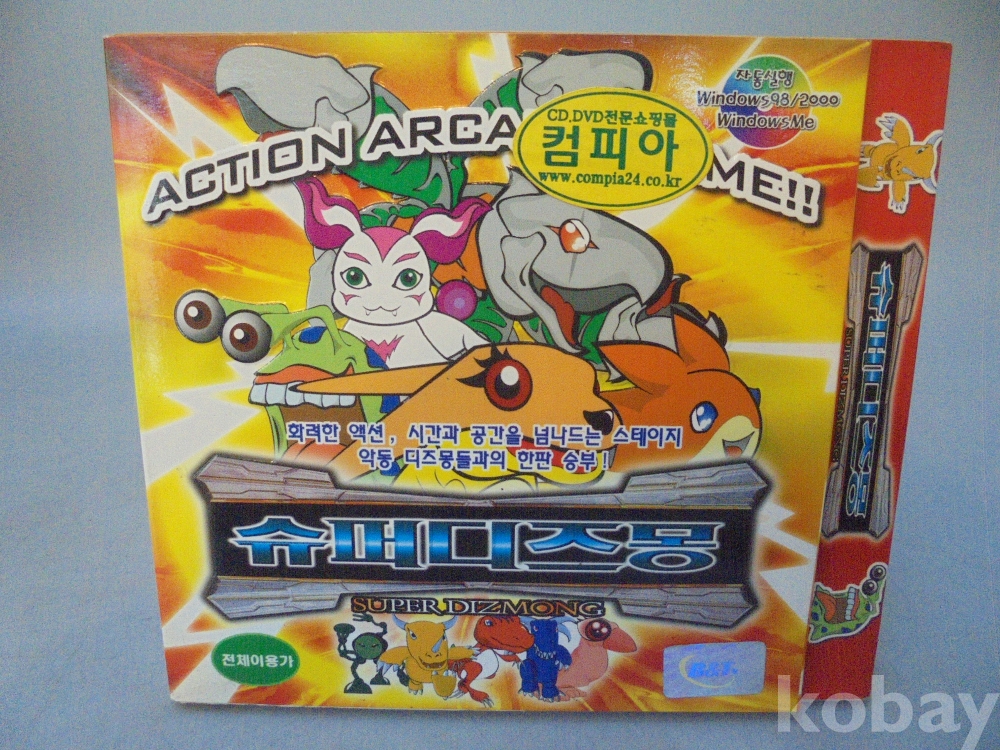 자동실행
Windows98/2000
WindowsMe
ACTION ARCA ME!!
CD,DVD전문쇼핑몰
컴피아
www.compia24.co.kr
화려한 액션, 시간과 공간을 넘나드는 스테이지
악동 디즈몽들과의 한판 승부!
슈퍼디즈몽
SUPER DIZMONG
전체이용가
슈퍼디즈몽
kobay